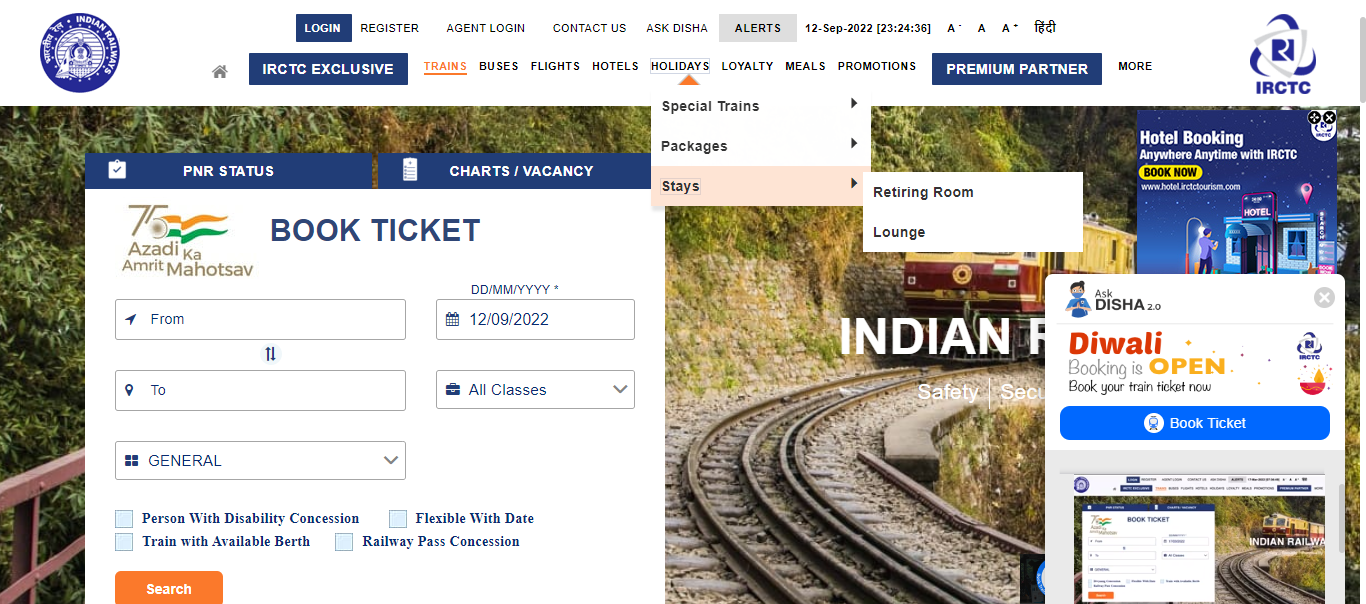 LOGIN REGISTER AGENT LOGIN CONTACT US ASK DISHA ALERTS 12-Sep-2022 [23:24:36] A - A A + हिंदी
IRCTC EXCLUSIVE TRAINS BUSES FLIGHTS HOTELS HOLIDAYS LOYALTY MEALS PROMOTIONS PREMIUM PARTNER MORE
IRCTC
Special Trains
Packages
Stays
Retiring Room
Lounge
PNR STATUS CHARTS / VACANCY
Azadi Ka
Amrit Mahotsav
BOOK TICKET
DD/MM/YYYY *
From 12/09/2022
To All Classes
GENERAL
Person With Disability Concession Flexible With Date
Train with Available Berth Railway Pass Concession
Search
INDIAN R
Safety Secu
Hotel Booking
Anywhere Anytime with IRCTC
BOOK NOW
www.hotel.irctctourism.com
HOTEL
Ask
DISHA 2.0
Diwali
Booking is OPEN
Book your train ticket now
IRCTC
Book Ticket
BOOK TICKET
INDIAN RAILWA